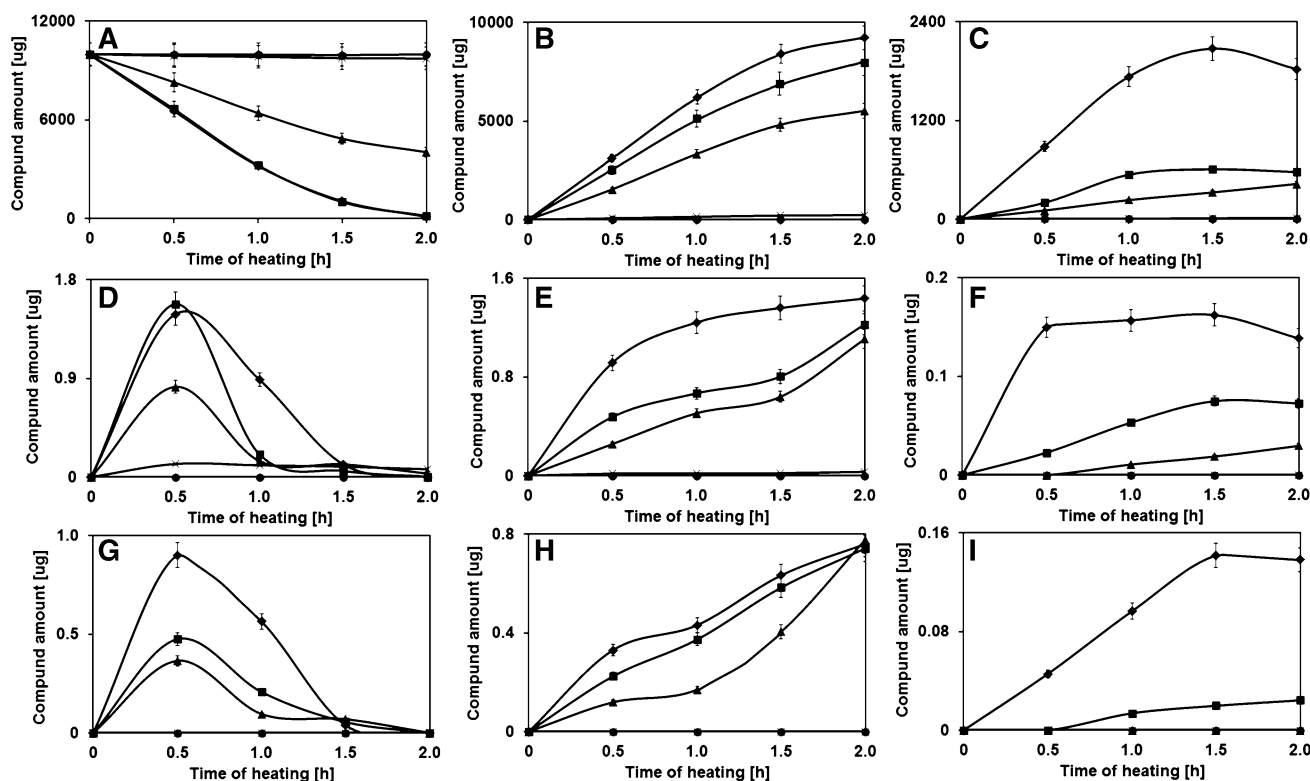 A
Compund amount [ug]
12000
6000
0
0 0.5 1.0 1.5 2.0
Time of heating [h]
B
Compund amount [ug]
10000
5000
0
0 0.5 1.0 1.5 2.0
Time of heating [h]
C
Compund amount [ug]
2400
1200
0
0 0.5 1.0 1.5 2.0
Time of heating [h]
D
Compund amount [ug]
1.8
0.9
0
0 0.5 1.0 1.5 2.0
Time of heating [h]
E
Compund amount [ug]
1.6
0.8
0
0 0.5 1.0 1.5 2.0
Time of heating [h]
F
Compund amount [ug]
0.2
0.1
0
0 0.5 1.0 1.5 2.0
Time of heating [h]
G
Compund amount [ug]
1.0
0.5
0
0 0.5 1.0 1.5 2.0
Time of heating [h]
H
Compund amount [ug]
0.8
0.4
0
0 0.5 1.0 1.5 2.0
Time of heating [h]
I
Compund amount [ug]
0.16
0.08
0
0 0.5 1.0 1.5 2.0
Time of heating [h]